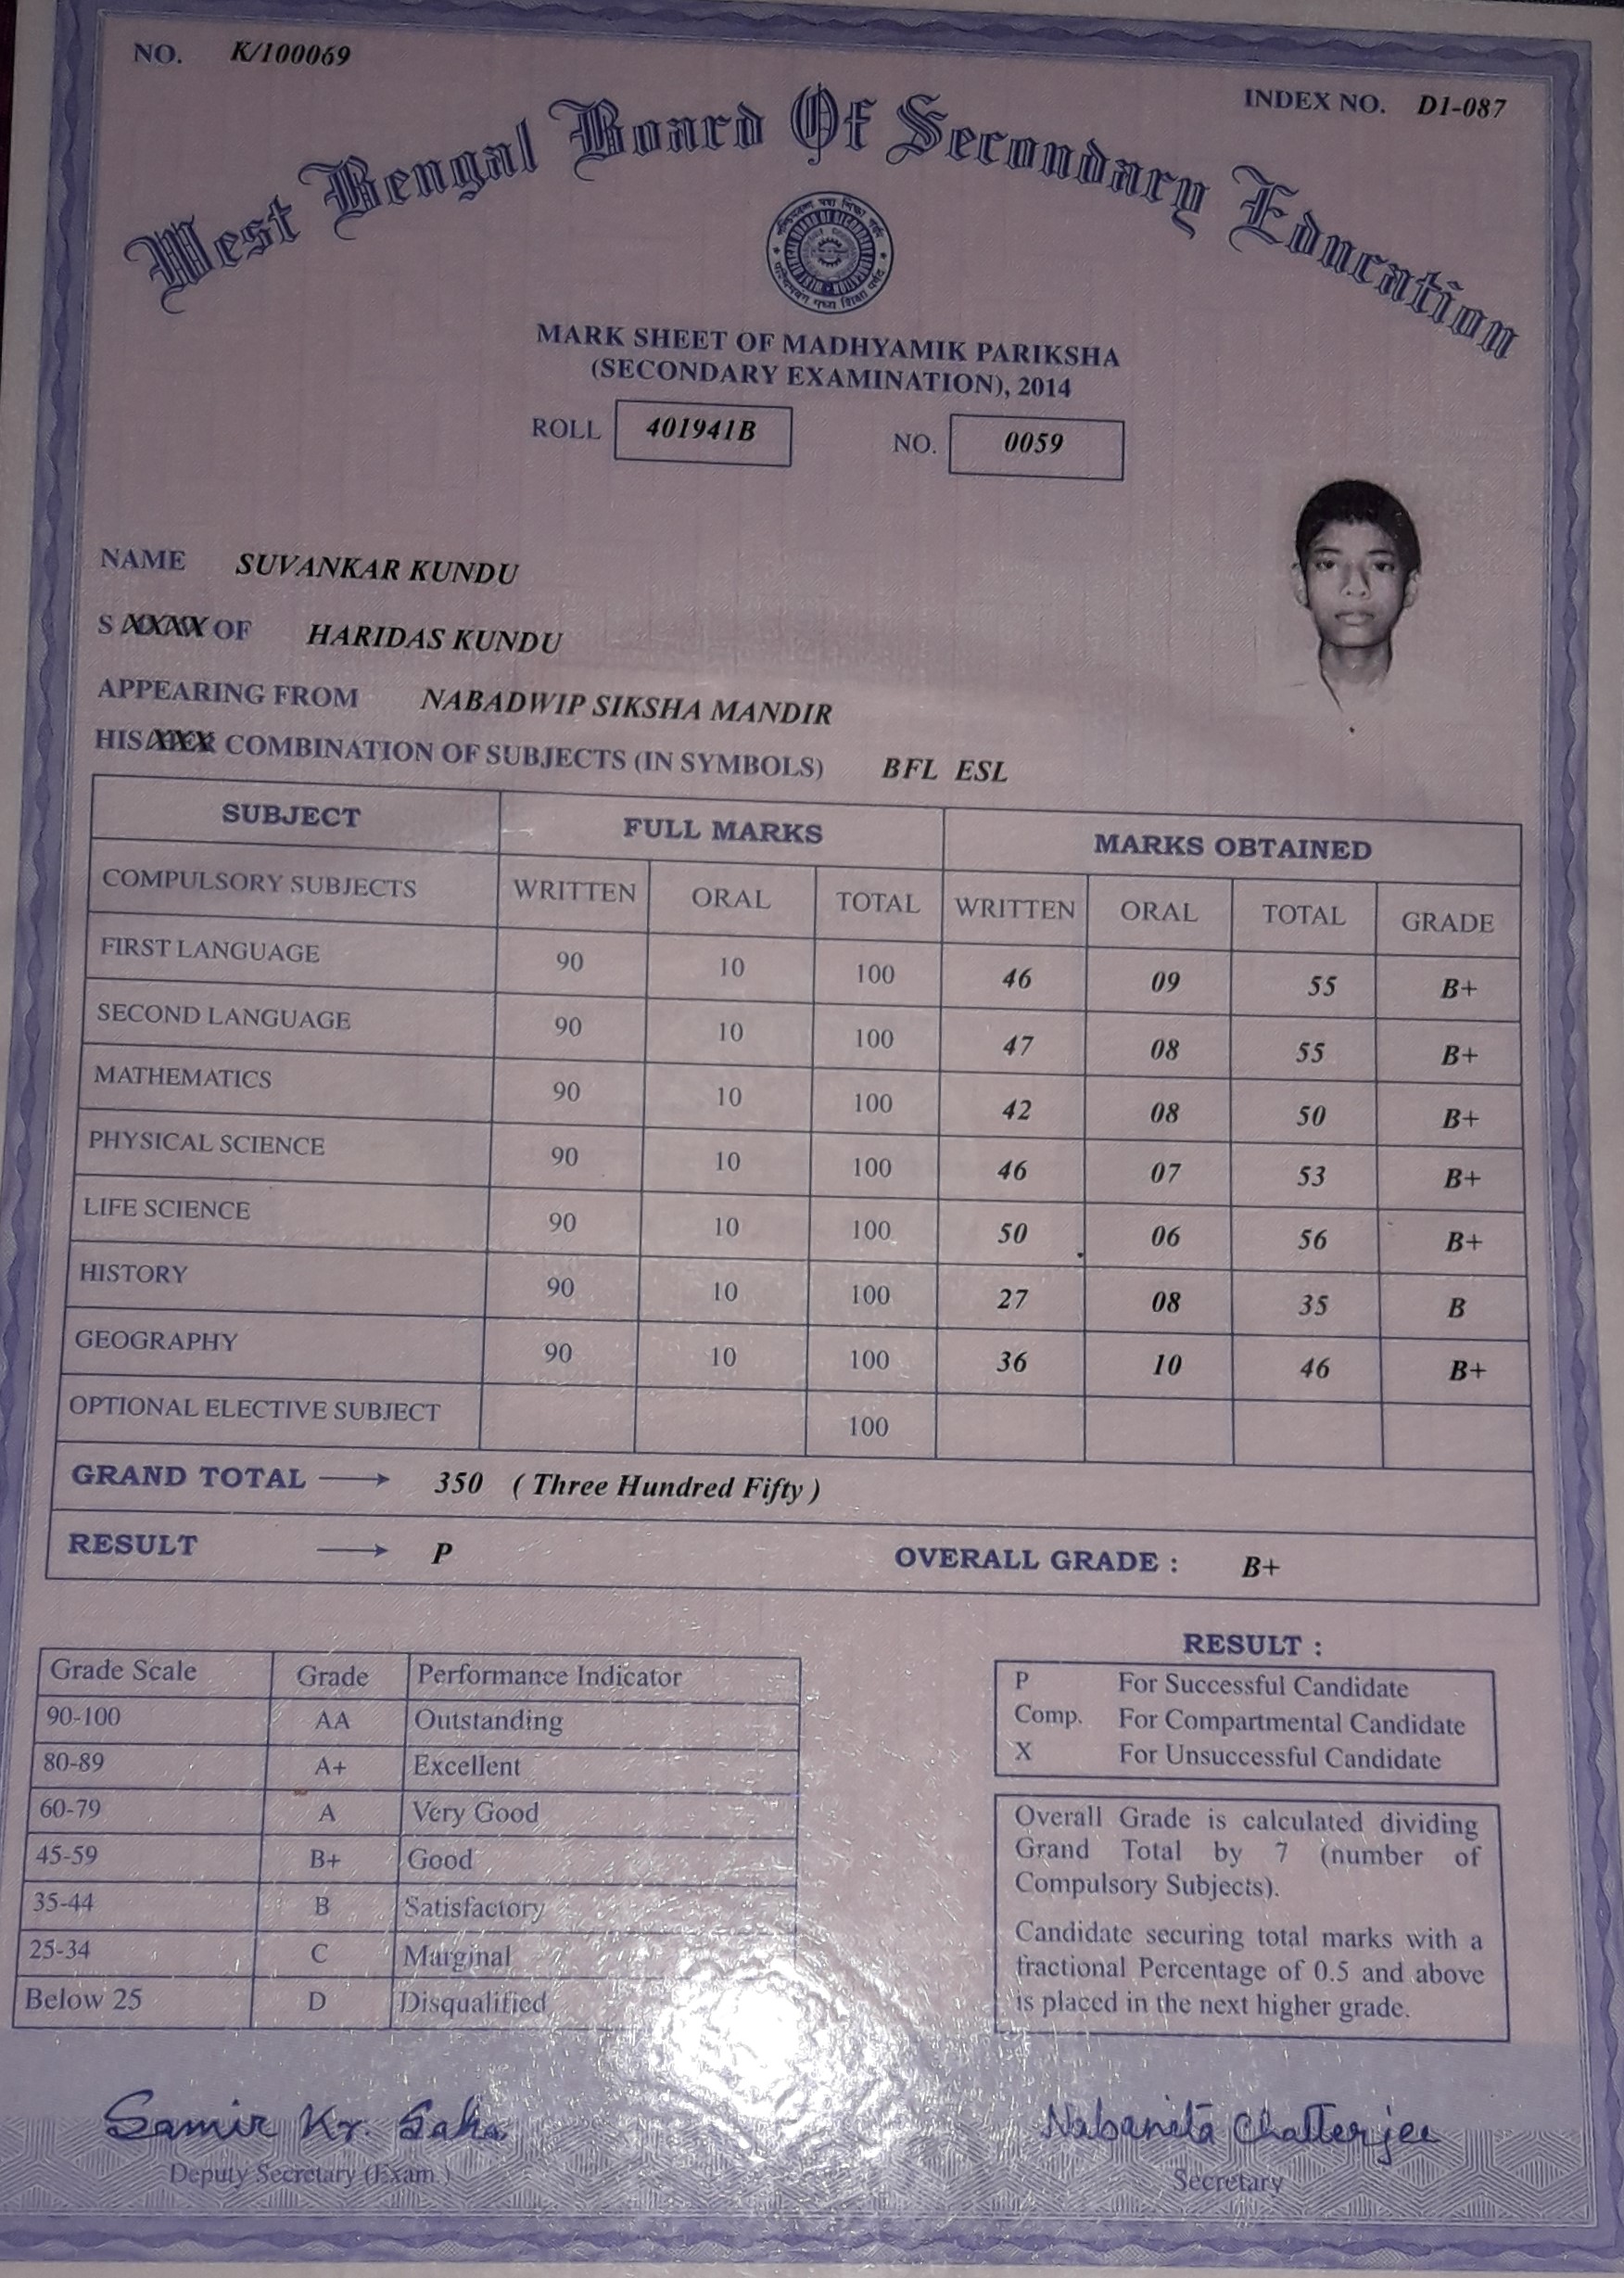 NO. K/100069
INDEX NO. D1-087
West Bengal Board Of Secondary Education
MARK SHEET OF MADHYAMIK PARIKSHA
(SECONDARY EXAMINATION), 2014
ROLL 401941B NO. 0059
NAME SUVANKAR KUNDU
S XXXX OF HARIDAS KUNDU
APPEARING FROM NABADWIP SIKSHA MANDIR
HIS XXX COMBINATION OF SUBJECTS (IN SYMBOLS) BFL ESL
SUBJECT FULL MARKS MARKS OBTAINED
COMPULSORY SUBJECTS WRITTEN ORAL TOTAL WRITTEN ORAL TOTAL GRADE
FIRST LANGUAGE 90 10 100 46 09 55 B+
SECOND LANGUAGE 90 10 100 47 08 55 B+
MATHEMATICS 90 10 100 42 08 50 B+
PHYSICAL SCIENCE 90 10 100 46 07 53 B+
LIFE SCIENCE 90 10 100 50 06 56 B+
HISTORY 90 10 100 27 08 35 B
GEOGRAPHY 90 10 100 36 10 46 B+
OPTIONAL ELECTIVE SUBJECT 100
GRAND TOTAL → 350 ( Three Hundred Fifty )
RESULT → P OVERALL GRADE : B+
Grade Scale Grade Performance Indicator
90-100 AA Outstanding
80-89 A+ Excellent
60-79 A Very Good
45-59 B+ Good
35-44 B Satisfactory
25-34 C Marginal
Below 25 D Disqualified
RESULT :
P For Successful Candidate
Comp. For Compartmental Candidate
X For Unsuccessful Candidate
Overall Grade is calculated dividing
Grand Total by 7 (number of
Compulsory Subjects).
Candidate securing total marks with a
fractional Percentage of 0.5 and above
is placed in the next higher grade.
Samir Kr. Saha
Deputy Secretary (Exam.)
Nabanita Chatterjee
Secretary